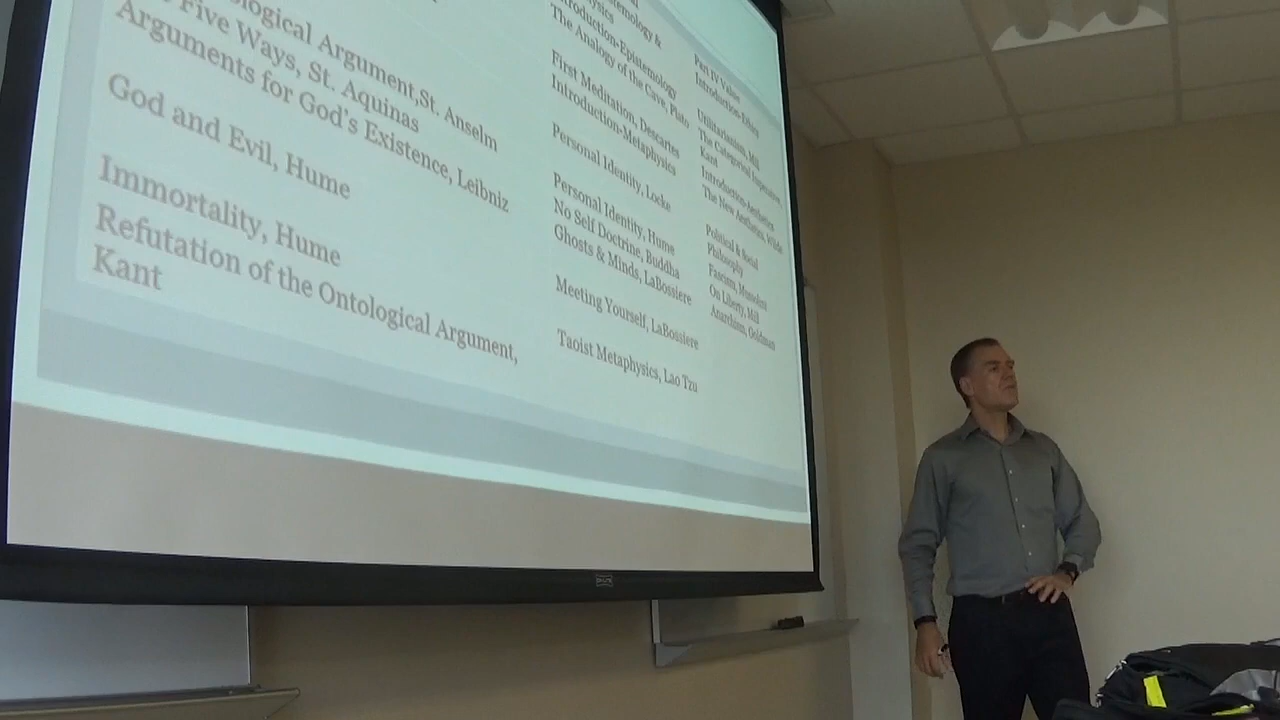 ological Argument,St. Anselm
Five Ways, St. Aquinas
Arguments for God's Existence, Leibniz
God and Evil, Hume
Immortality, Hume
Refutation of the Ontological Argument,
Kant
Introduction-Epistemology
The Analogy of the Cave, Plato
First Meditation, Descartes
Introduction-Metaphysics
Personal Identity, Locke
Personal Identity, Hume
No Self Doctrine, Buddha
Ghosts & Minds, LaBossiere
Meeting Yourself, LaBossiere
Taoist Metaphysics, Lao Tzu
Part IV Value
Introduction-Ethics
Utilitarianism, Mill
The Categorical Imperative,
Kant
Introduction-Aesthetics
The New Aesthetics, Wilde
Political & Social
Philosophy
Fascism, Mussolini
On Liberty, Mill
Anarchism, Goldman